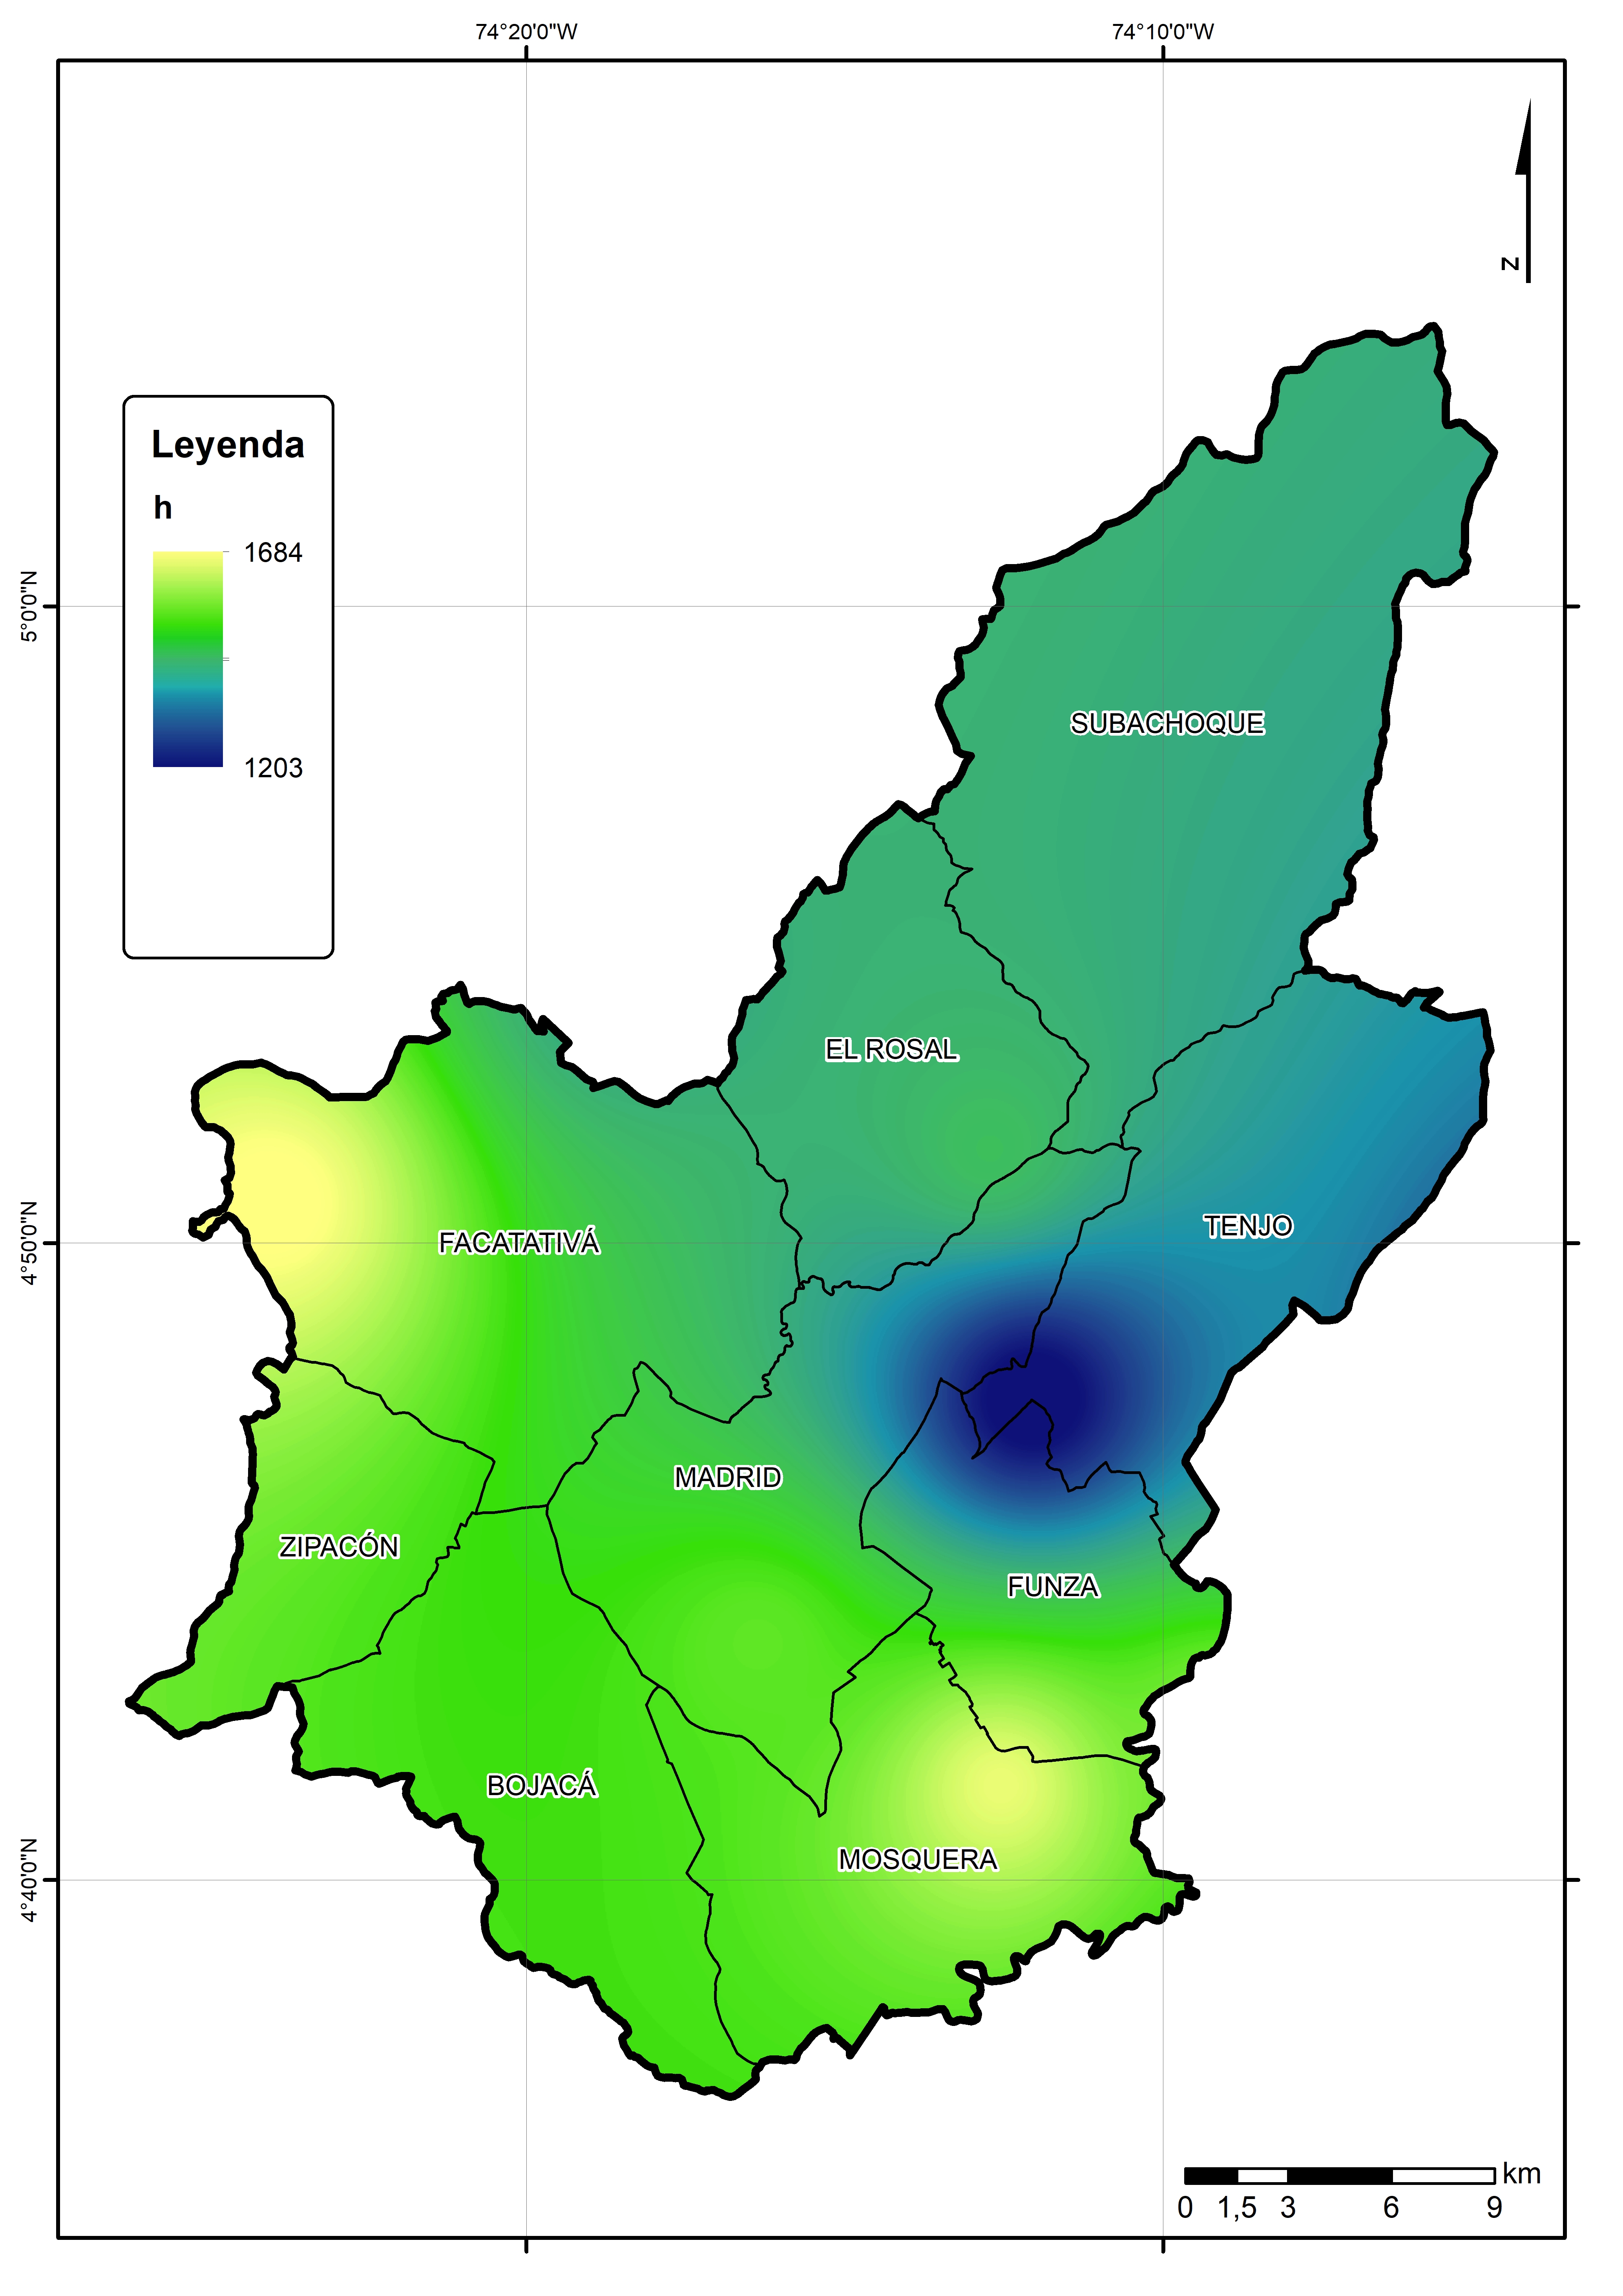 74°20'0"W
74°10'0"W
N
Leyenda
h
1684
1203
5°0'0"N
SUBACHOQUE
EL ROSAL
TENJO
4°50'0"N
FACATATIVÁ
MADRID
ZIPACÓN
FUNZA
BOJACÁ
MOSQUERA
4°40'0"N
km
0 1,5 3 6 9